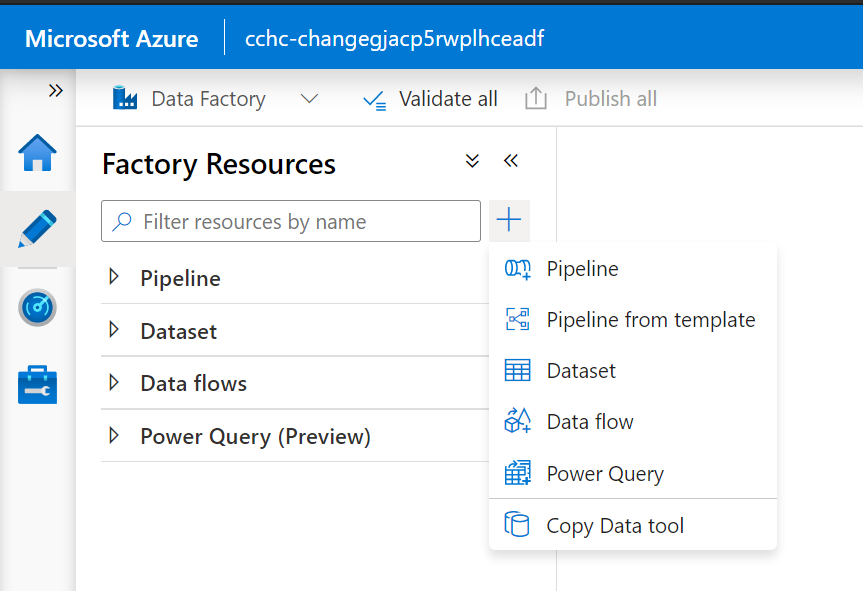 Microsoft Azure
cchc-changegjacp5rwplhceadf
Data Factory
Validate all
Publish all
Factory Resources
Filter resources by name
Pipeline
Dataset
Data flows
Power Query (Preview)
Pipeline
Pipeline from template
Dataset
Data flow
Power Query
Copy Data tool